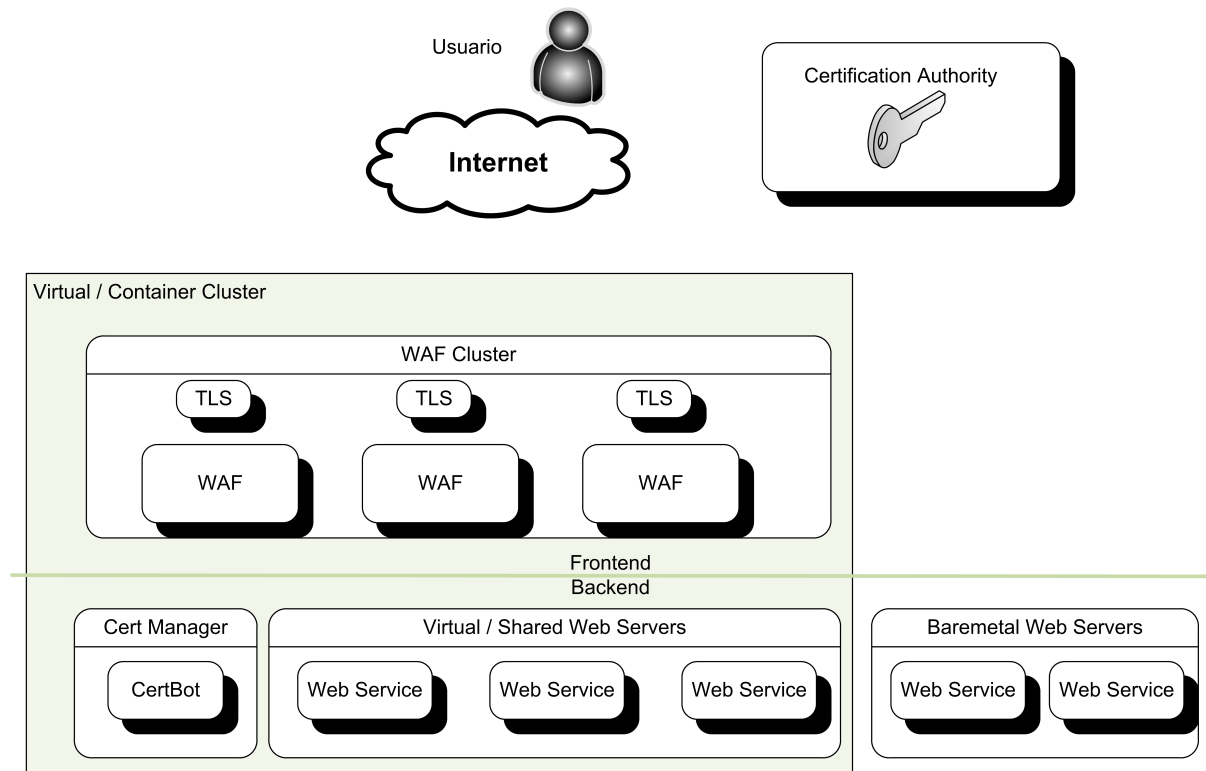 Usuario
Certification Authority
Internet
Virtual / Container Cluster
WAF Cluster
TLS
TLS
TLS
WAF
WAF
WAF
Frontend
Backend
Cert Manager
Virtual / Shared Web Servers
Baremetal Web Servers
CertBot
Web Service
Web Service
Web Service
Web Service
Web Service